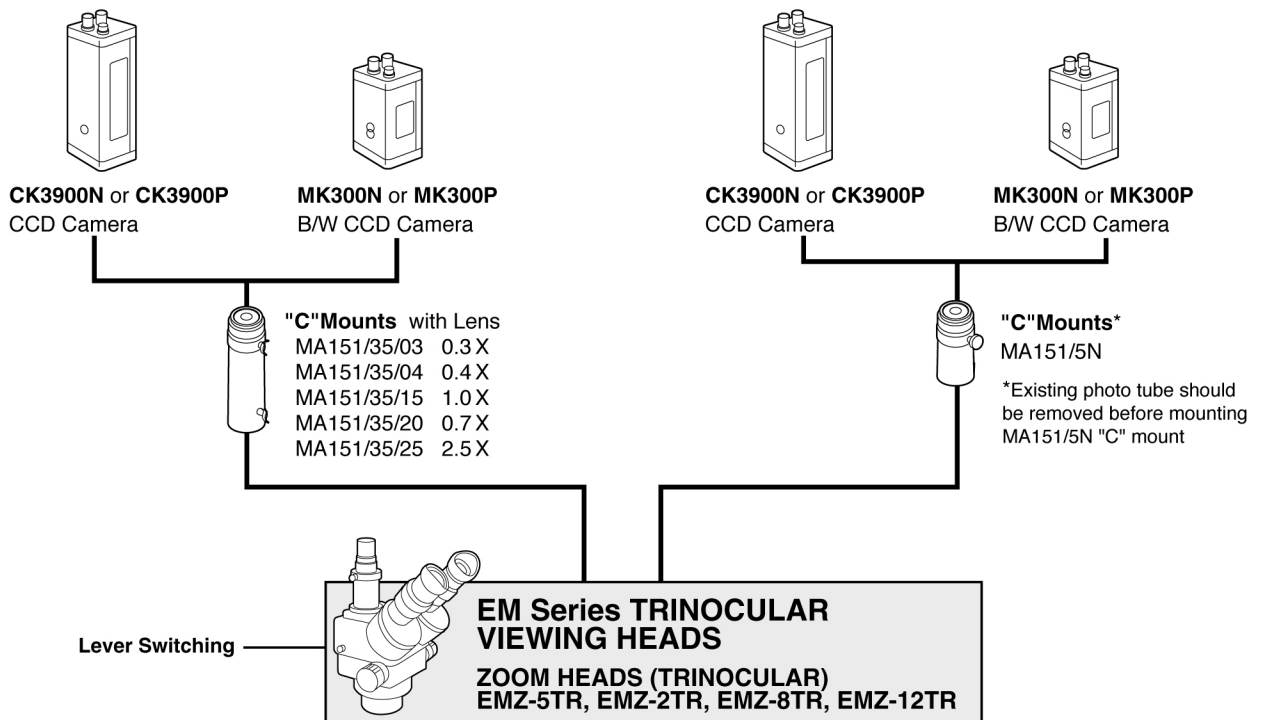 CK3900N or CK3900P
CCD Camera
MK300N or MK300P
B/W CCD Camera
CK3900N or CK3900P
CCD Camera
MK300N or MK300P
B/W CCD Camera
"C"Mounts with Lens
MA151/35/03 0.3 X
MA151/35/04 0.4 X
MA151/35/15 1.0 X
MA151/35/20 0.7 X
MA151/35/25 2.5 X
"C"Mounts*
MA151/5N
*Existing photo tube should
be removed before mounting
MA151/5N "C" mount
Lever Switching
EM Series TRINOCULAR
VIEWING HEADS
ZOOM HEADS (TRINOCULAR)
EMZ-5TR, EMZ-2TR, EMZ-8TR, EMZ-12TR